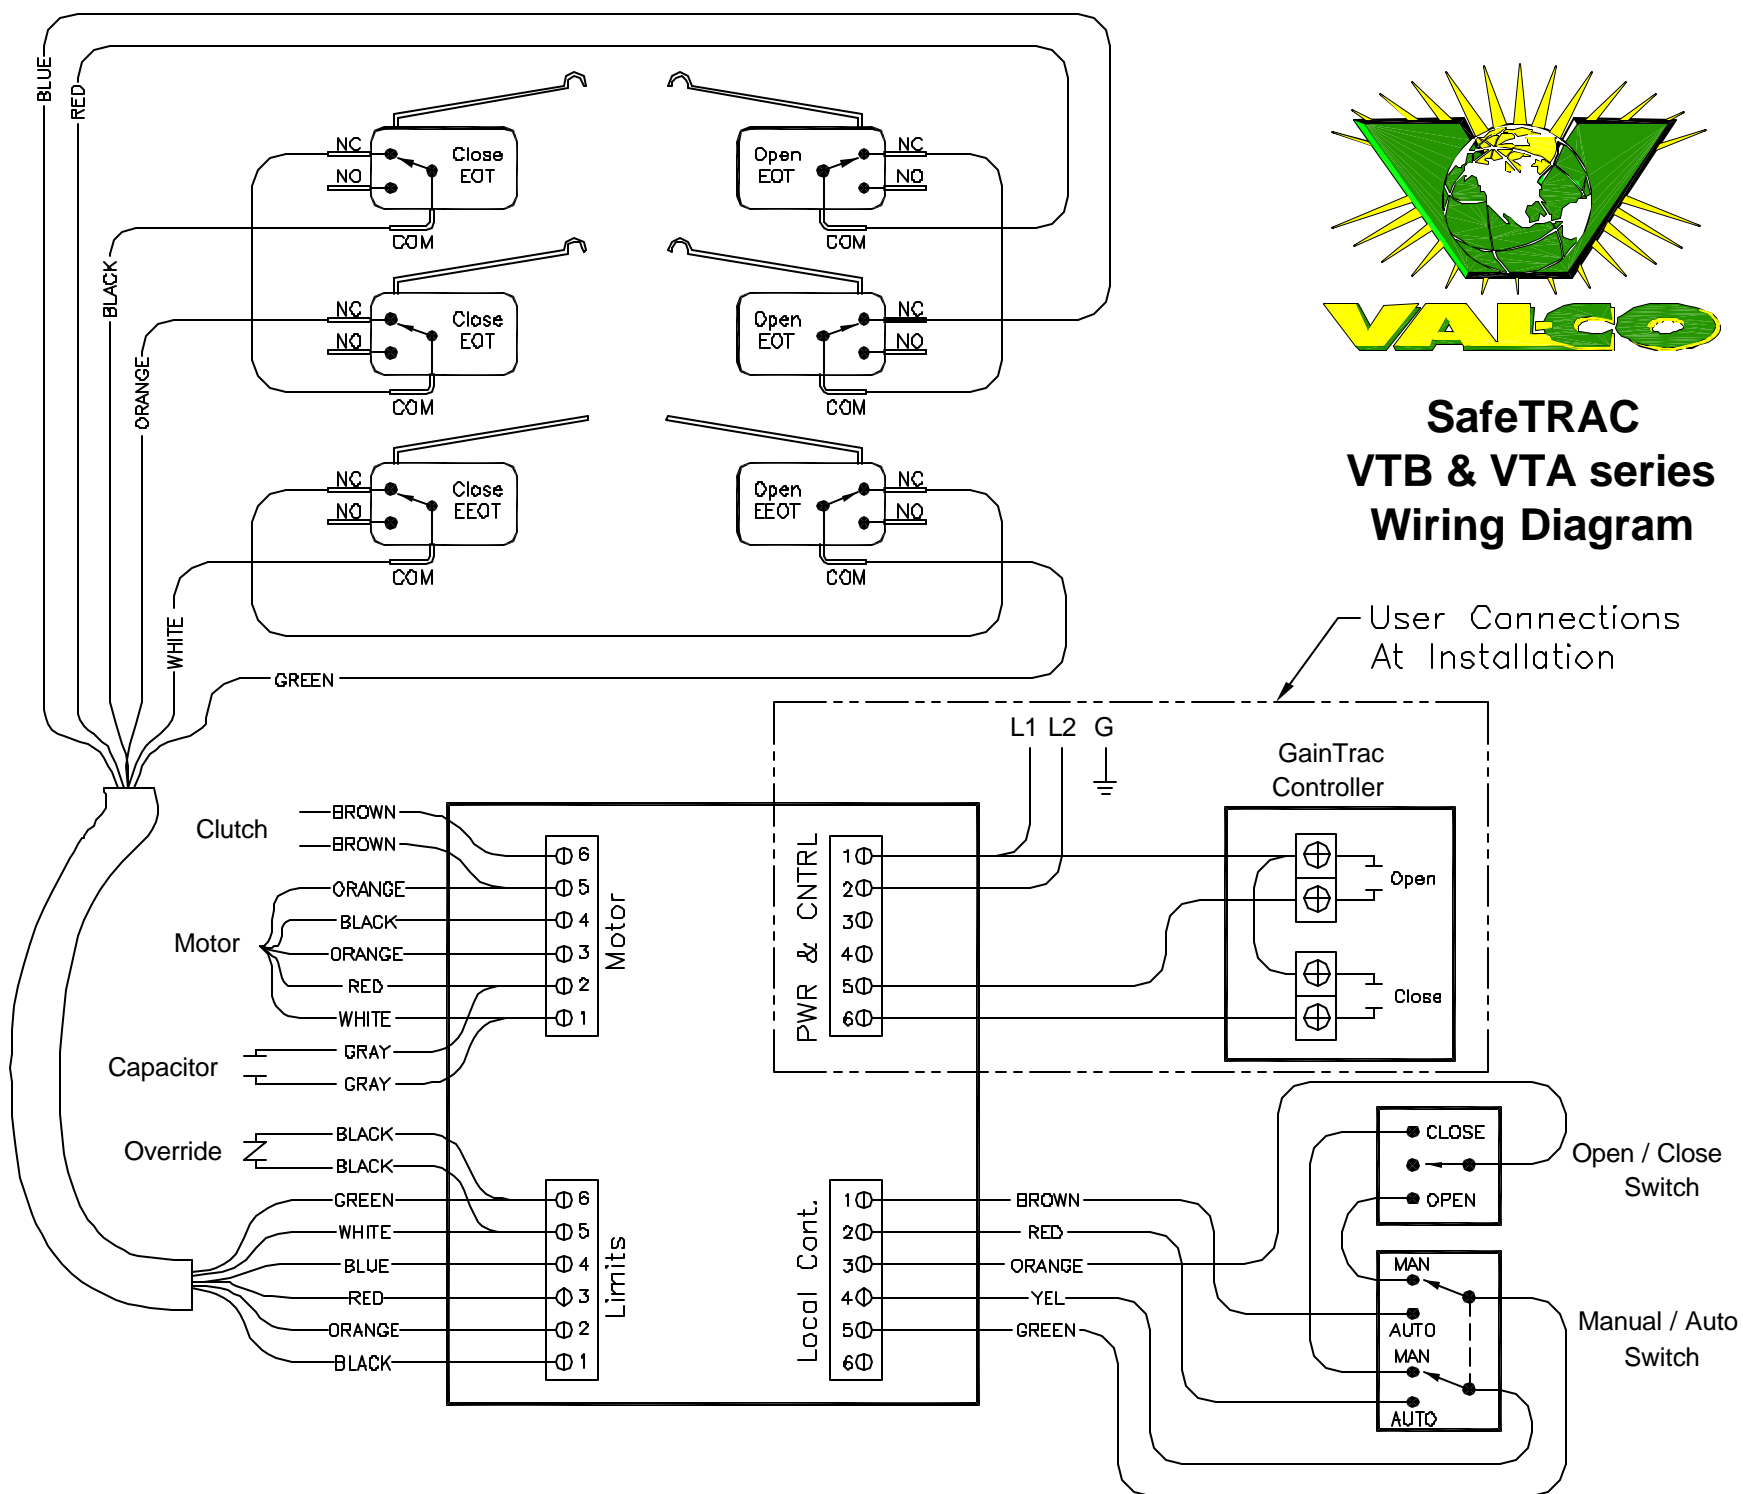 BLUE
RED
NC
NO
Close
EOT
COM
Open
EOT
NC
NO
COM
BLACK
ORANGE
NC
NO
Close
EOT
COM
Open
EOT
NC
NO
COM
NC
NO
Close
EEOT
COM
Open
EEOT
NC
NO
COM
WHITE
GREEN
VAL-CO
SafeTRAC
VTB & VTA series
Wiring Diagram
User Connections
At Installation
L1 L2 G
GainTrac
Controller
Open
Close
Clutch
BROWN
BROWN
Motor
ORANGE
BLACK
ORANGE
RED
WHITE
Capacitor
GRAY
GRAY
6
5
4
3
2
1
Motor
PWR & CNTRL
1
2
3
4
5
6
Override
BLACK
BLACK
GREEN
WHITE
BLUE
RED
ORANGE
BLACK
6
5
4
3
2
1
Limits
Local Cont.
1
2
3
4
5
6
BROWN
RED
ORANGE
YEL
GREEN
CLOSE
OPEN
Open / Close
Switch
MAN
AUTO
MAN
AUTO
Manual / Auto
Switch